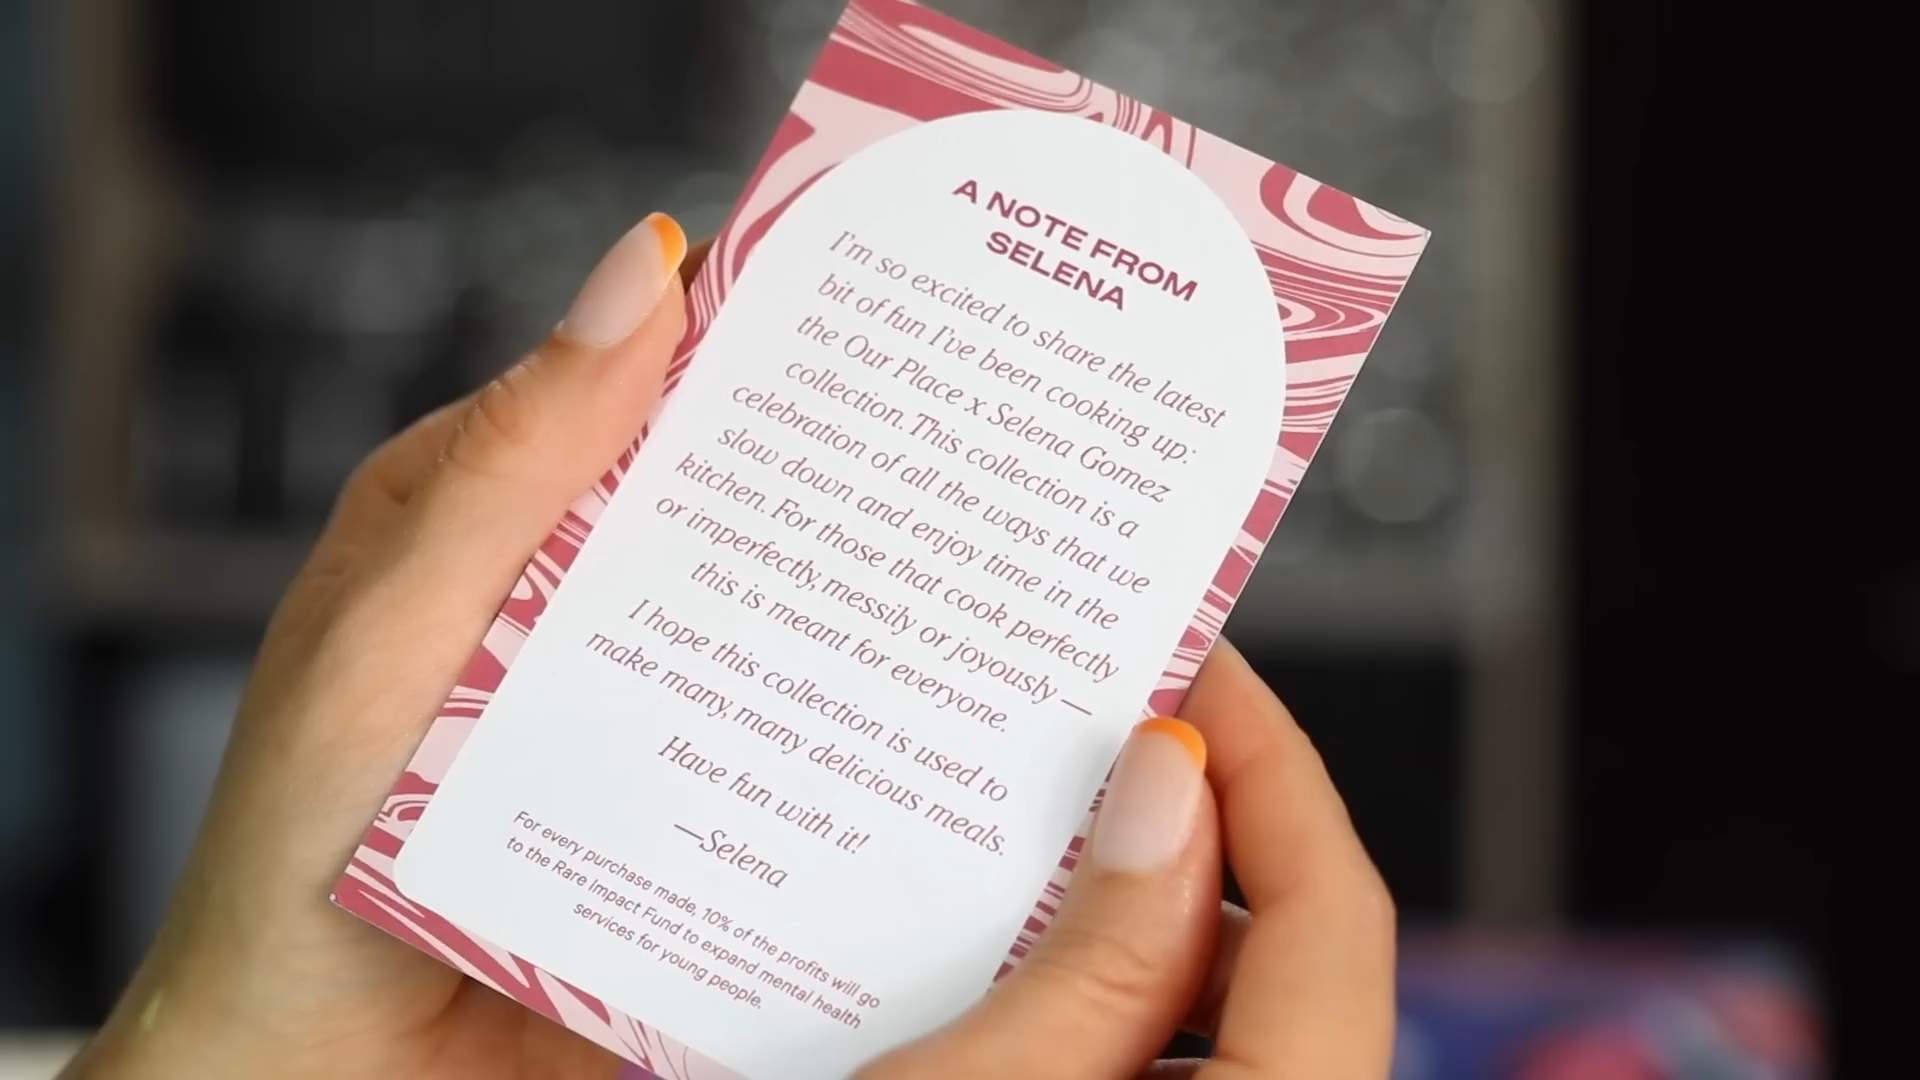 A NOTE FROM
SELENA
I'm so excited to share the latest
bit of fun I've been cooking up:
the Our Place x Selena Gomez
collection. This collection is a
celebration of all the ways that we
slow down and enjoy time in the
kitchen. For those that cook perfectly
or imperfectly, messily or joyously —
this is meant for everyone.
I hope this collection is used to
make many, many delicious meals.
Have fun with it!
—Selena
For every purchase made, 10% of the profits will go
to the Rare Impact Fund to expand mental health
services for young people.